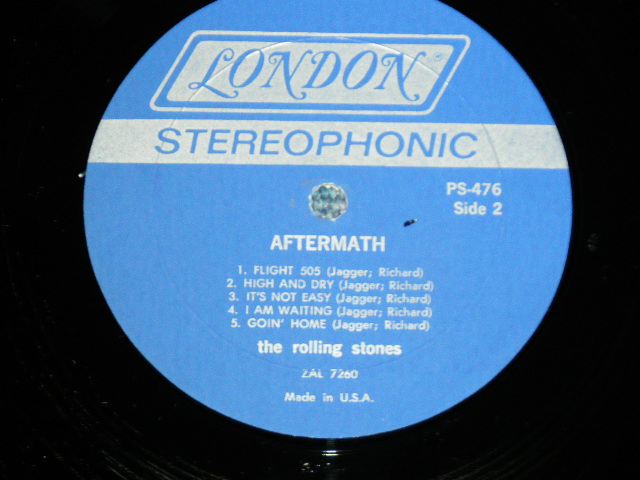 LONDON
STEREOPHONIC
PS-476
Side 2
AFTERMATH
1. FLIGHT 505 (Jagger; Richard)
2. HIGH AND DRY (Jagger; Richard)
3. IT'S NOT EASY (Jagger; Richard)
4. I AM WAITING (Jagger; Richard)
5. GOIN' HOME (Jagger; Richard)
the rolling stones
ZAL 7260
Made in U.S.A.